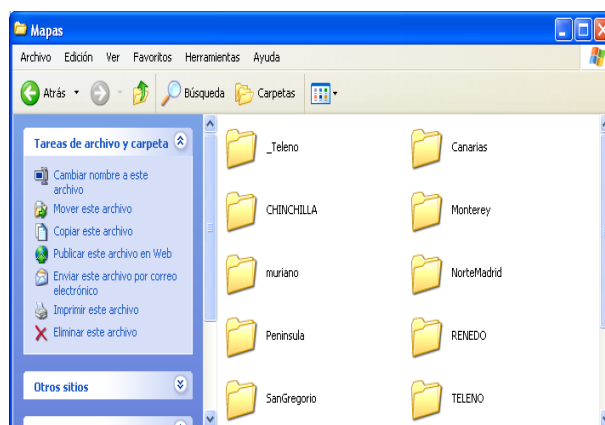 Mapas
Archivo Edición Ver Favoritos Herramientas Ayuda
Atrás Búsqueda Carpetas
Tareas de archivo y carpeta
Cambiar nombre a este
archivo
Mover este archivo
Copiar este archivo
Publicar este archivo en Web
Enviar este archivo por correo
electrónico
Imprimir este archivo
Eliminar este archivo
Otros sitios
_Teleno Canarias
CHINCHILLA Monterey
muriano NorteMadrid
Peninsula RENEDO
SanGregorio TELENO